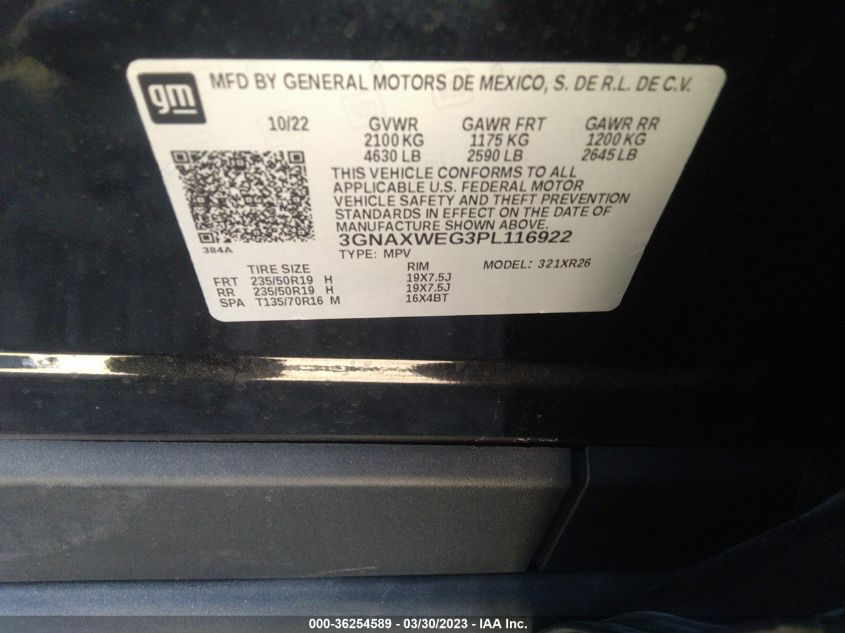 gm
MFD BY GENERAL MOTORS DE MEXICO, S. DE R.L. DE C.V.
10/22 GVWR GAWR FRT GAWR RR
2100 KG 1175 KG 1200 KG
4630 LB 2590 LB 2645 LB
THIS VEHICLE CONFORMS TO ALL
APPLICABLE U.S. FEDERAL MOTOR
VEHICLE SAFETY AND THEFT PREVENTION
STANDARDS IN EFFECT ON THE DATE
OF MANUFACTURE SHOWN ABOVE.
3GNAXWEG3PL116922
384A
TYPE: MPV MODEL: 321XR26
TIRE SIZE RIM
FRT 235/50R19 H 19X7.5J
RR 235/50R19 H 19X7.5J
SPA T135/70R16 M 16X4BT
000-36254589 — 03/30/2023 — IAA Inc.